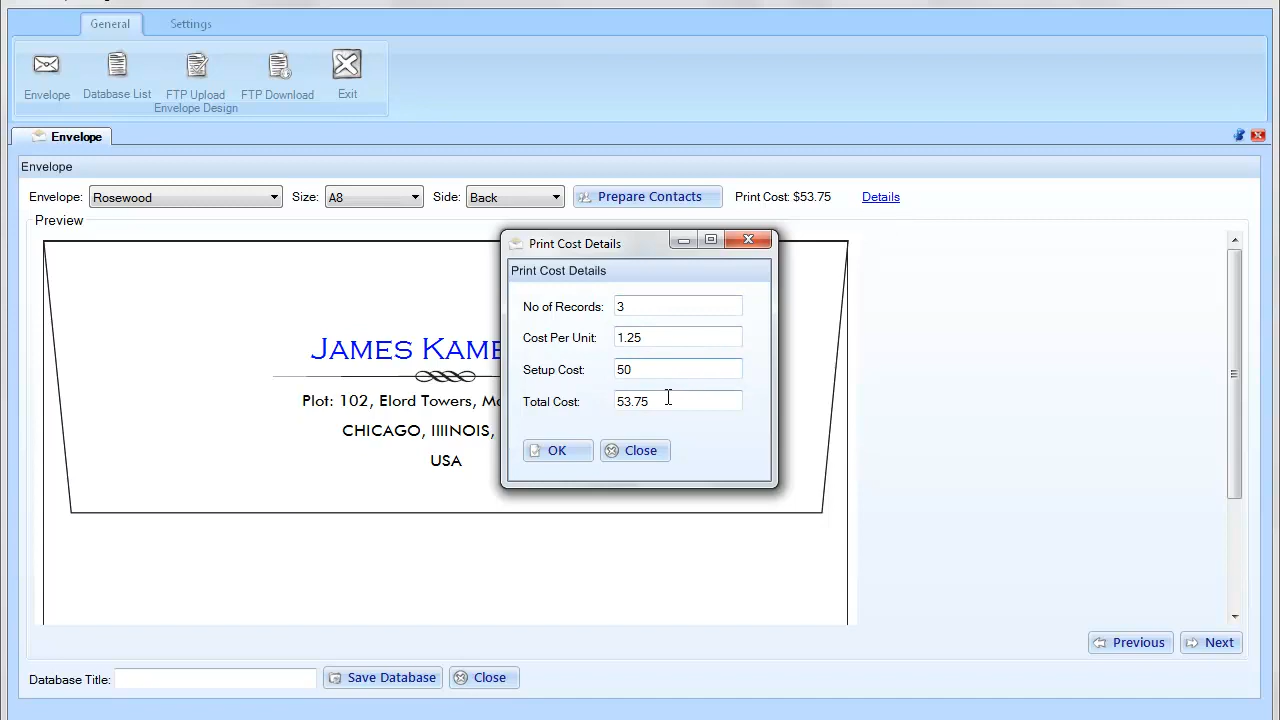 General Settings
Envelope Database List FTP Upload FTP Download Exit
Envelope Design
Envelope
Envelope
Envelope: Rosewood Size: A8 Side: Back Prepare Contacts Print Cost: $53.75 Details
Preview
Print Cost Details
Print Cost Details
No of Records: 3
Cost Per Unit: 1.25
Setup Cost: 50
Total Cost: 53.75
OK Close
JAMES
Plot: 102, Elord Towers,
CHICAGO, IIIINOIS,
USA
Previous Next
Database Title: Save Database Close